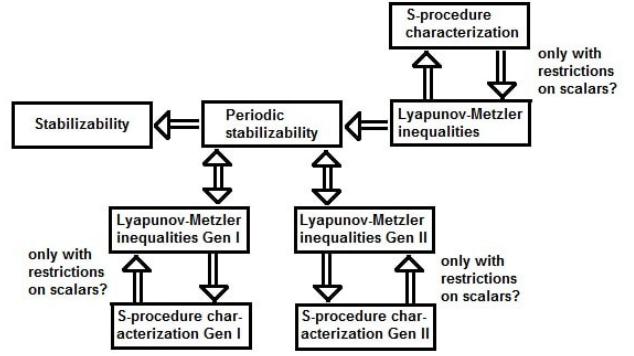 S-procedure
characterization
only with
restrictions
on scalars?
Stabilizability
Periodic
stabilizability
Lyapunov-Metzler
inequalities
Lyapunov-Metzler
inequalities Gen I
Lyapunov-Metzler
inequalities Gen II
only with
restrictions
on scalars?
only with
restrictions
on scalars?
S-procedure char-
acterization Gen I
S-procedure char-
acterization Gen II